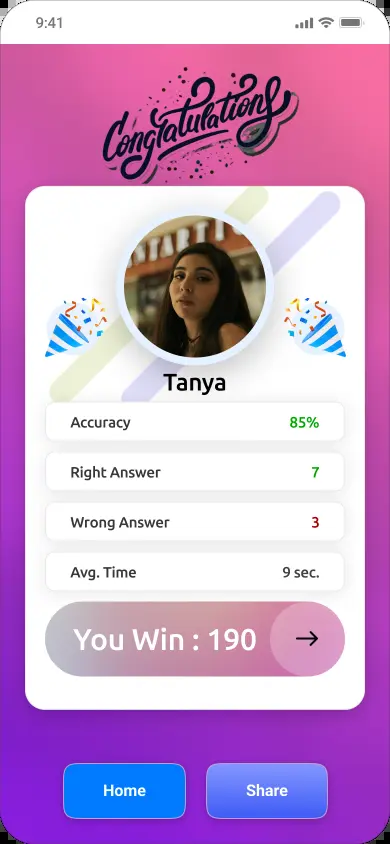 9:41
Congratulations
Tanya
Accuracy 85%
Right Answer 7
Wrong Answer 3
Avg. Time 9 sec.
You Win : 190
Home Share